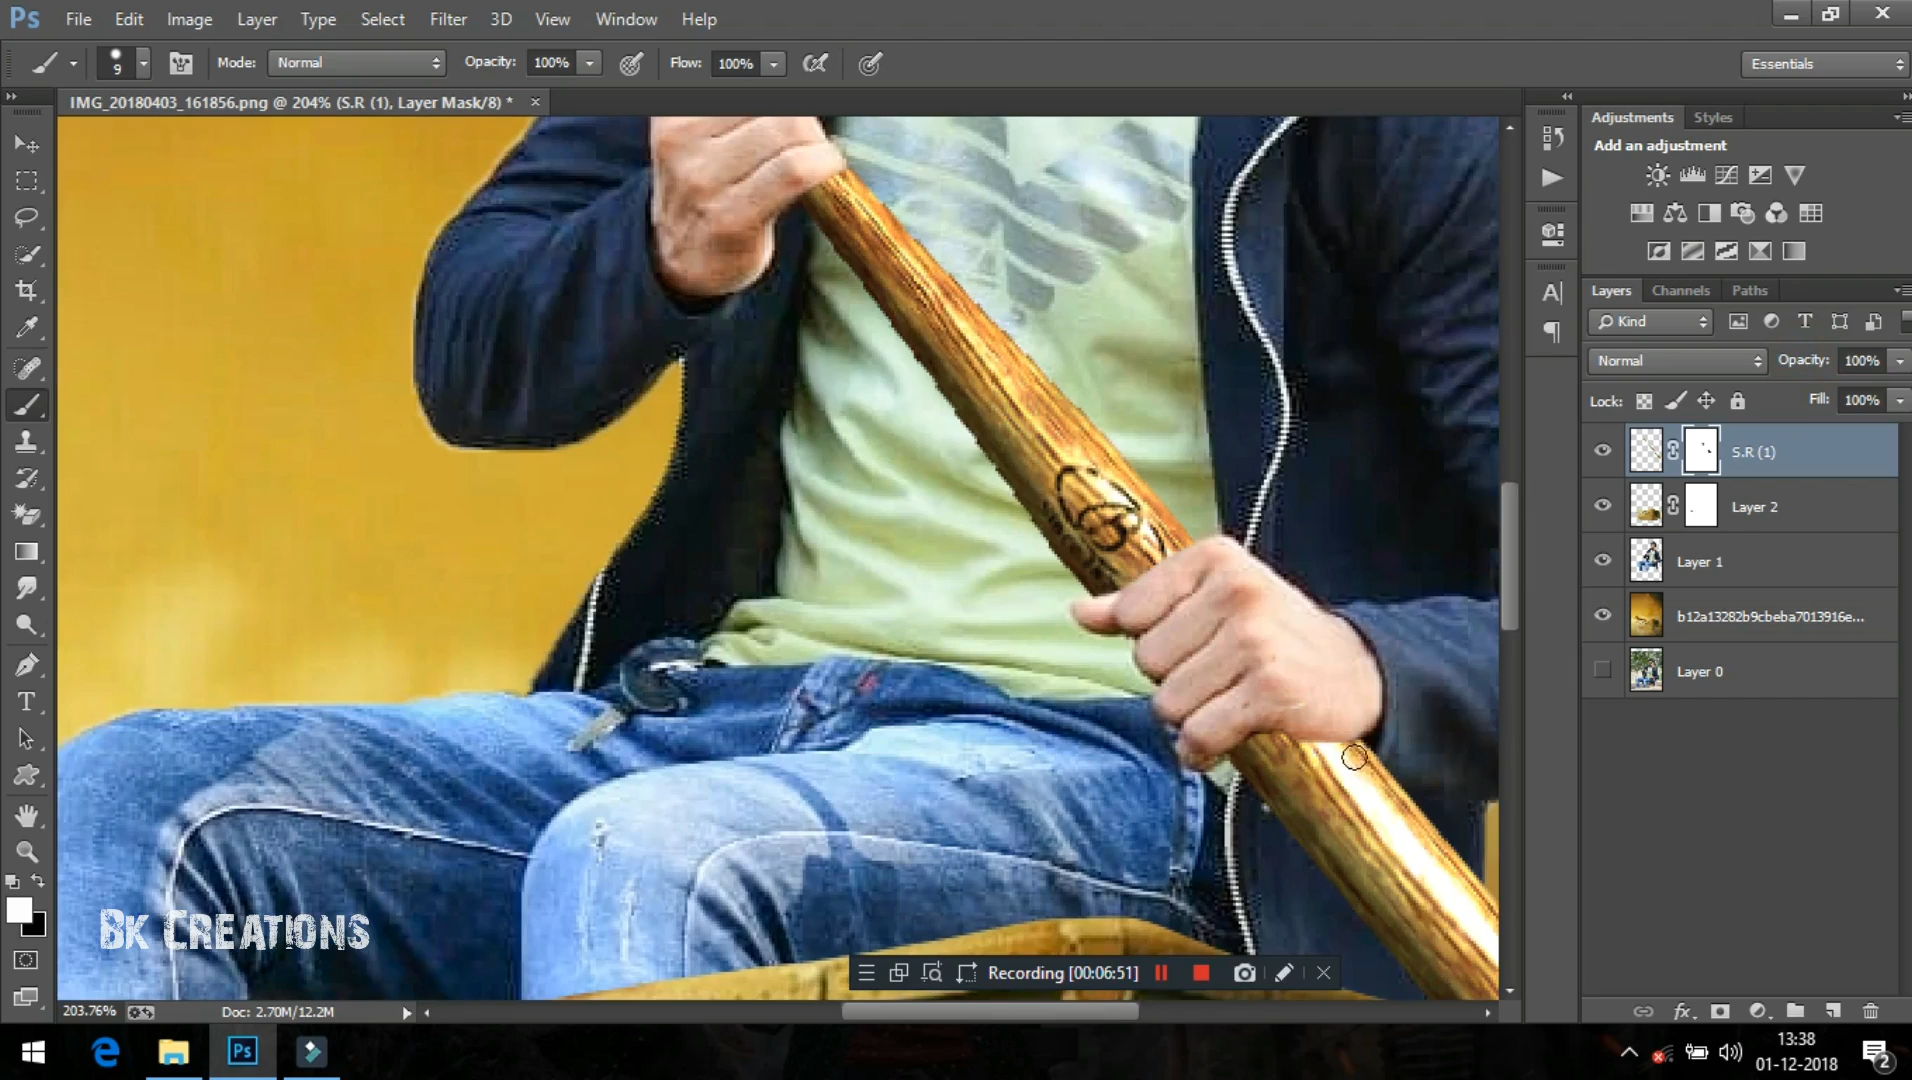 Ps File Edit Image Layer Type Select Filter 3D View Window Help
9 Mode: Normal Opacity: 100% Flow: 100% Essentials
IMG_20180403_161856.png @ 204% (S.R (1), Layer Mask/8) *
Adjustments Styles
Add an adjustment
Layers Channels Paths
Kind
Normal Opacity: 100%
Lock: Fill: 100%
S.R (1)
Layer 2
Layer 1
b12a13282b9cbeba7013916e...
Layer 0
Bk Creations
Recording [00:06:51]
203.76% Doc: 2.70M/12.2M
Ps
13:38
01-12-2018
2